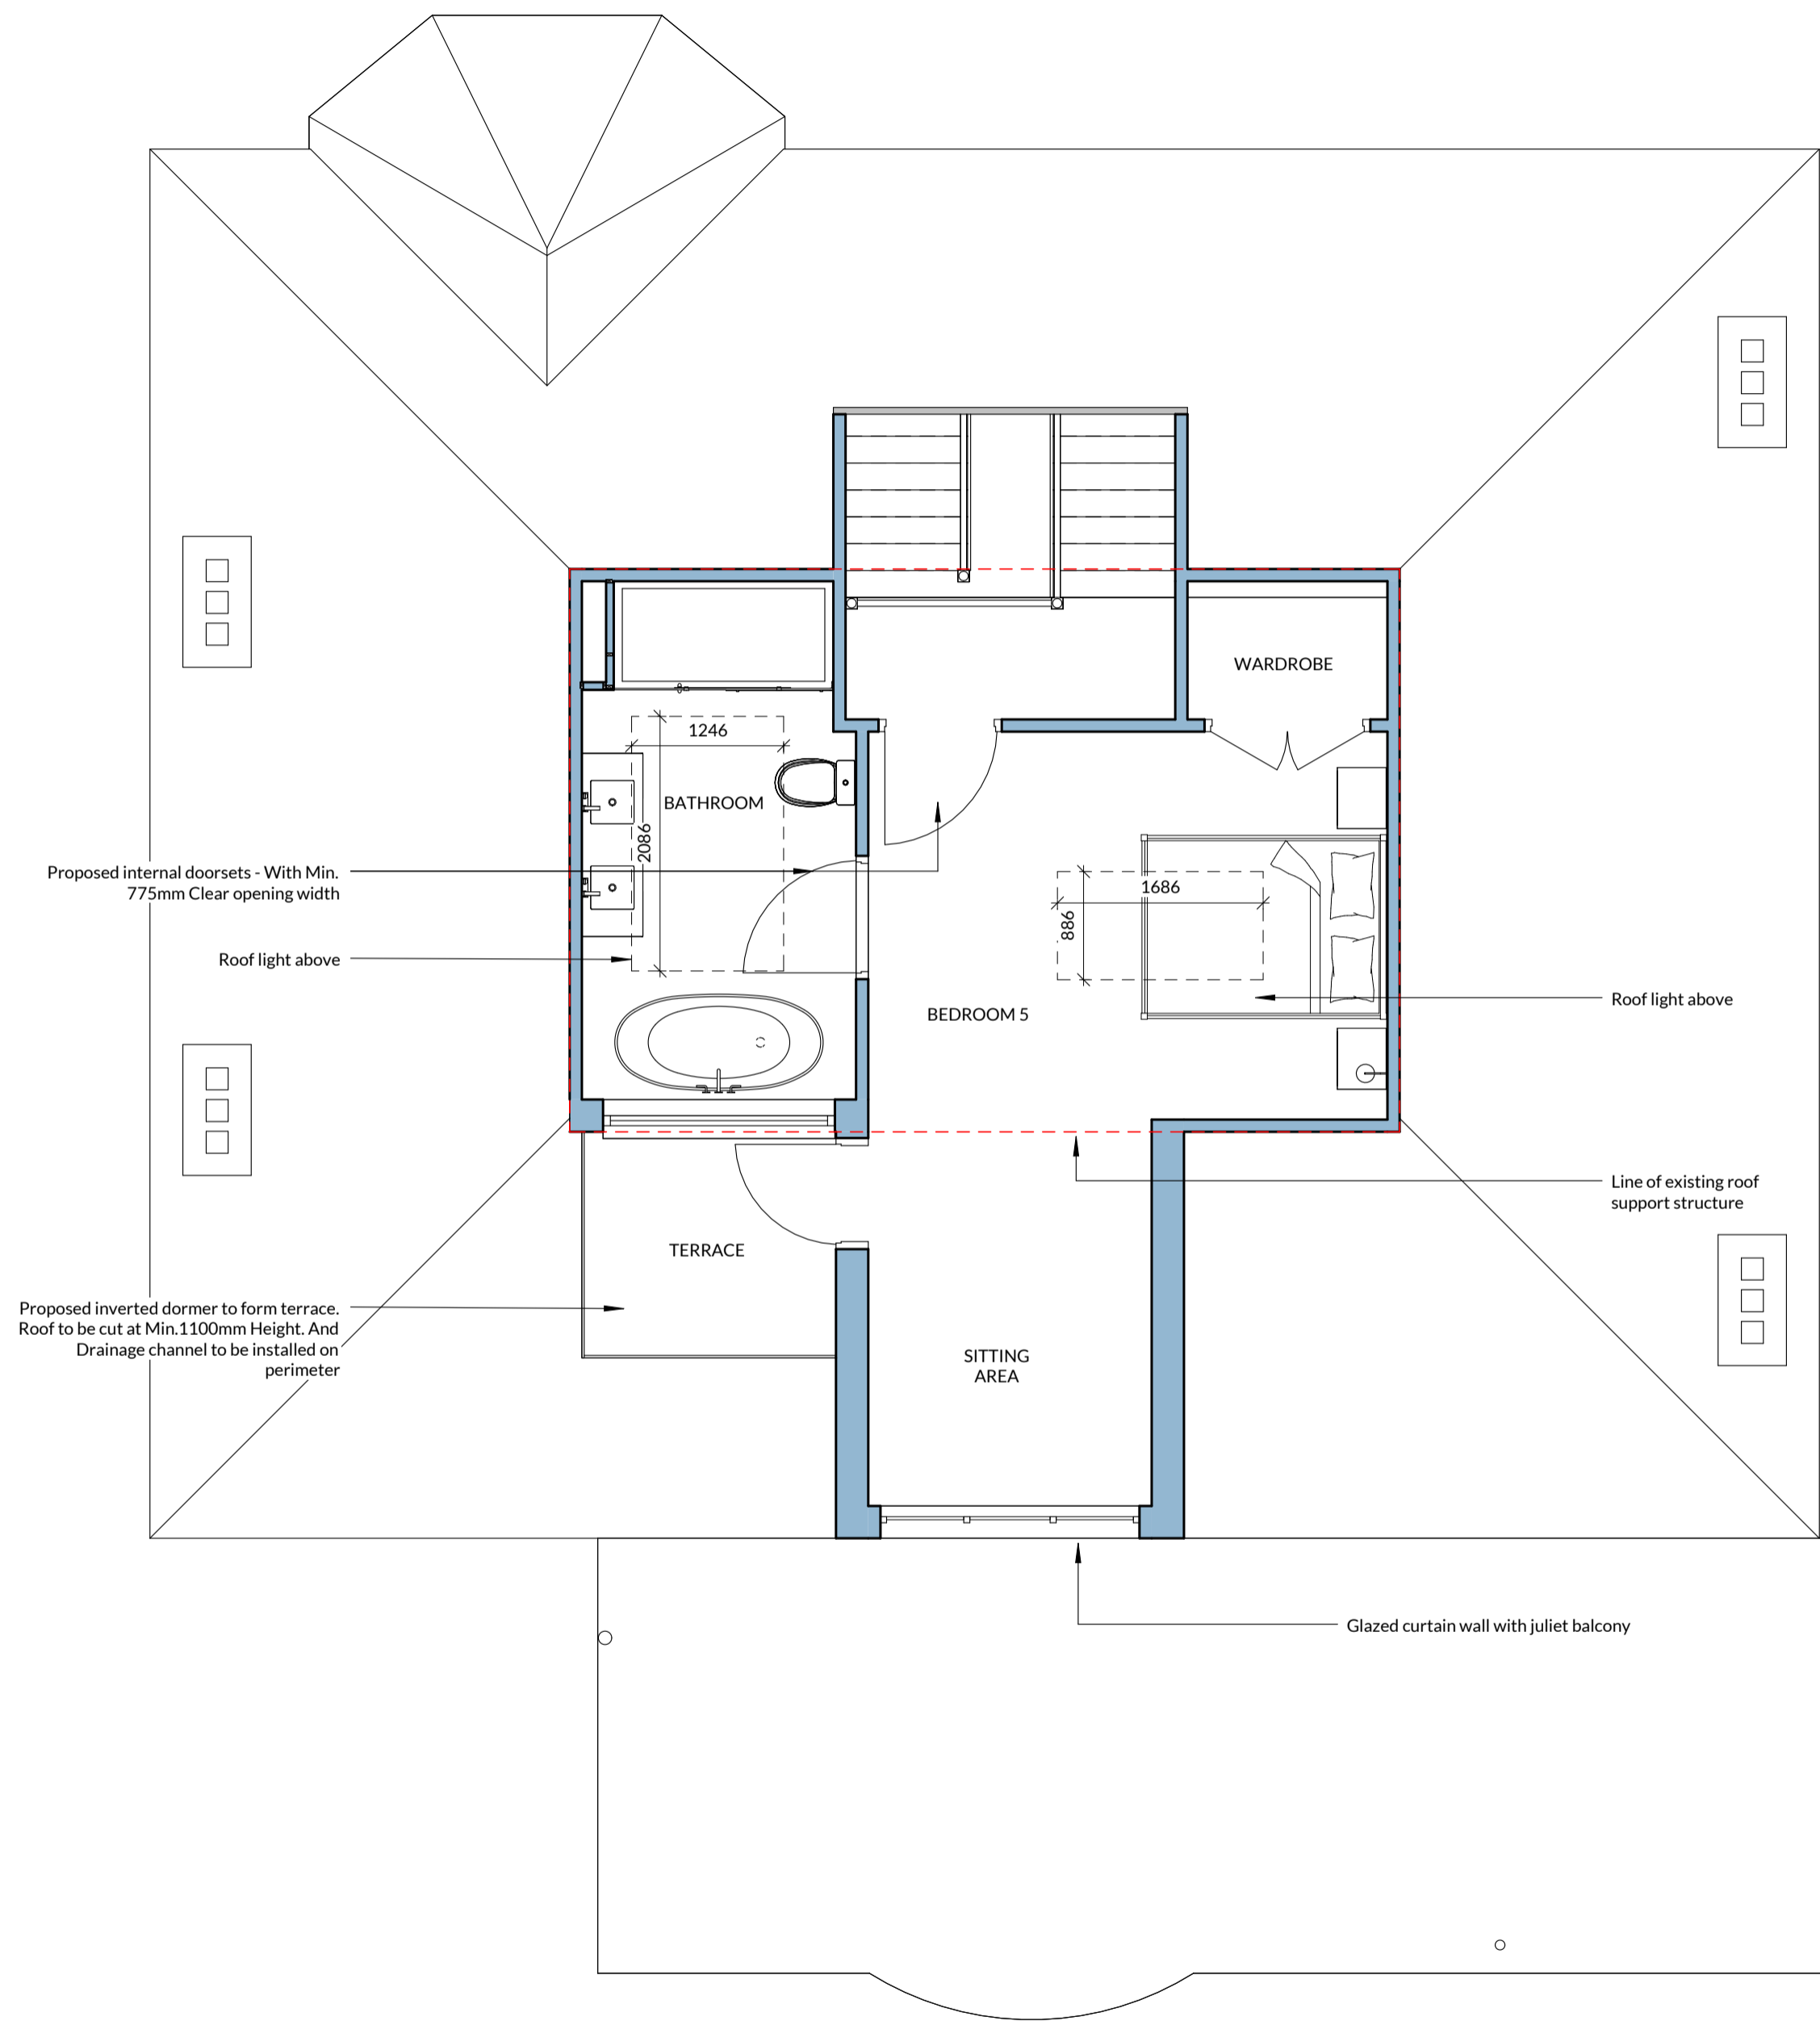 WARDROBE
1246
BATHROOM
2086
Proposed internal doorsets - With Min.
775mm Clear opening width
1686
886
Roof light above
Roof light above
BEDROOM 5
Line of existing roof
support structure
TERRACE
Proposed inverted dormer to form terrace.
Roof to be cut at Min.1100mm Height. And
Drainage channel to be installed on
perimeter
SITTING
AREA
Glazed curtain wall with juliet balcony